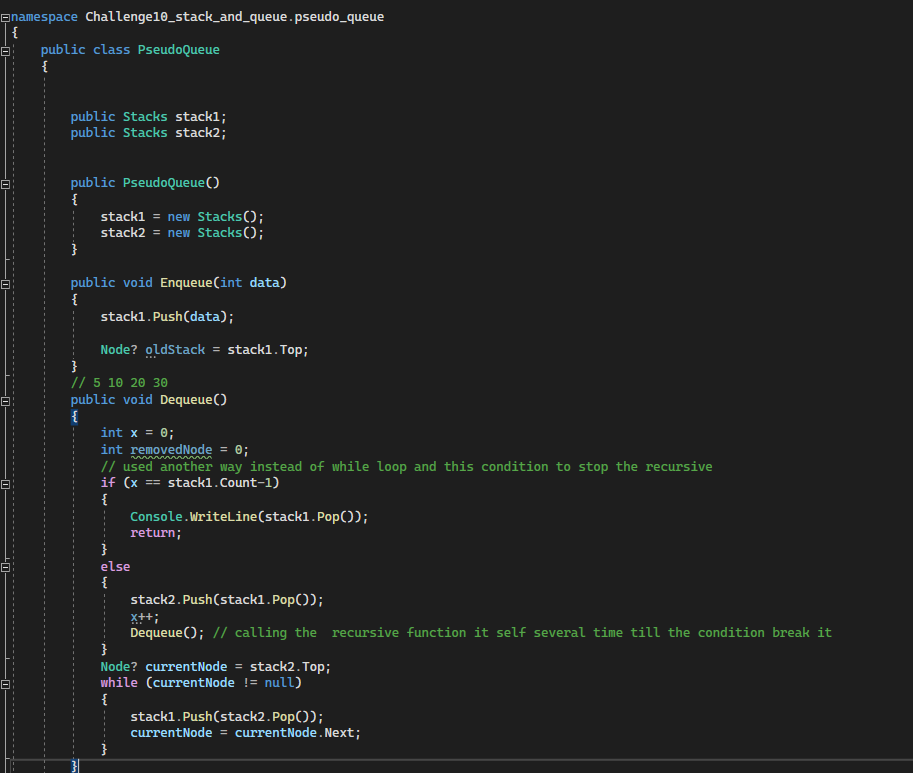 namespace Challenge10_stack_and_queue.pseudo_queue
{
    public class PseudoQueue
    {
        public Stacks stack1;
        public Stacks stack2;
        public PseudoQueue()
        {
            stack1 = new Stacks();
            stack2 = new Stacks();
        }
        public void Enqueue(int data)
        {
            stack1.Push(data);
            Node? oldStack = stack1.Top;
        }
        // 5 10 20 30
        public void Dequeue()
        {
            int x = 0;
            int removedNode = 0;
            // used another way instead of while loop and this condition to stop the recursive
            if (x == stack1.Count-1)
            {
                Console.WriteLine(stack1.Pop());
                return;
            }
            else
            {
                stack2.Push(stack1.Pop());
                x++;
                Dequeue(); // calling the  recursive function it self several time till the condition break it
            }
            Node? currentNode = stack2.Top;
            while (currentNode != null)
            {
                stack1.Push(stack2.Pop());
                currentNode = currentNode.Next;
            }
        }